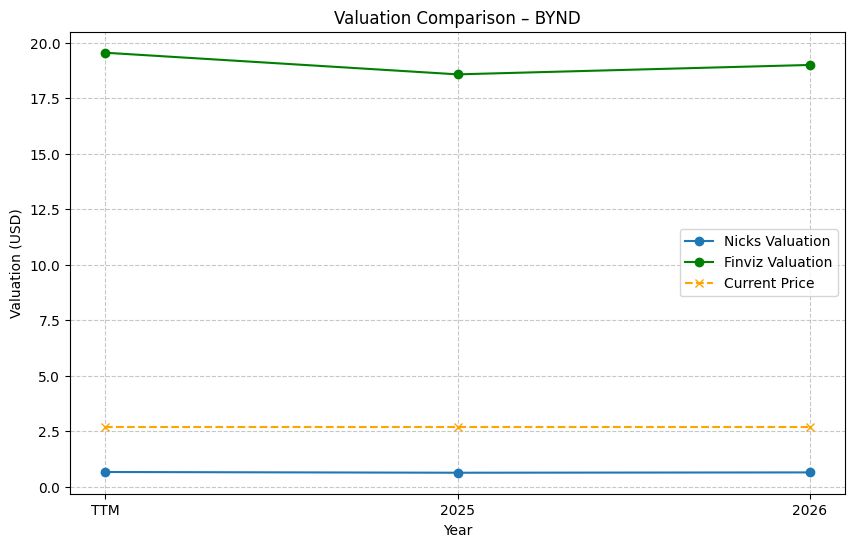 Valuation Comparison – BYND
Valuation (USD)
20.0
17.5
15.0
12.5
10.0
7.5
5.0
2.5
0.0
Nicks Valuation
Finviz Valuation
Current Price
TTM
2025
2026
Year